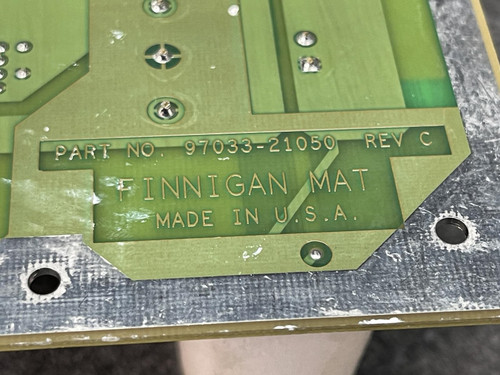 PART NO 97033-21050 REV C
FINNIGAN MAT
MADE IN U.S.A.